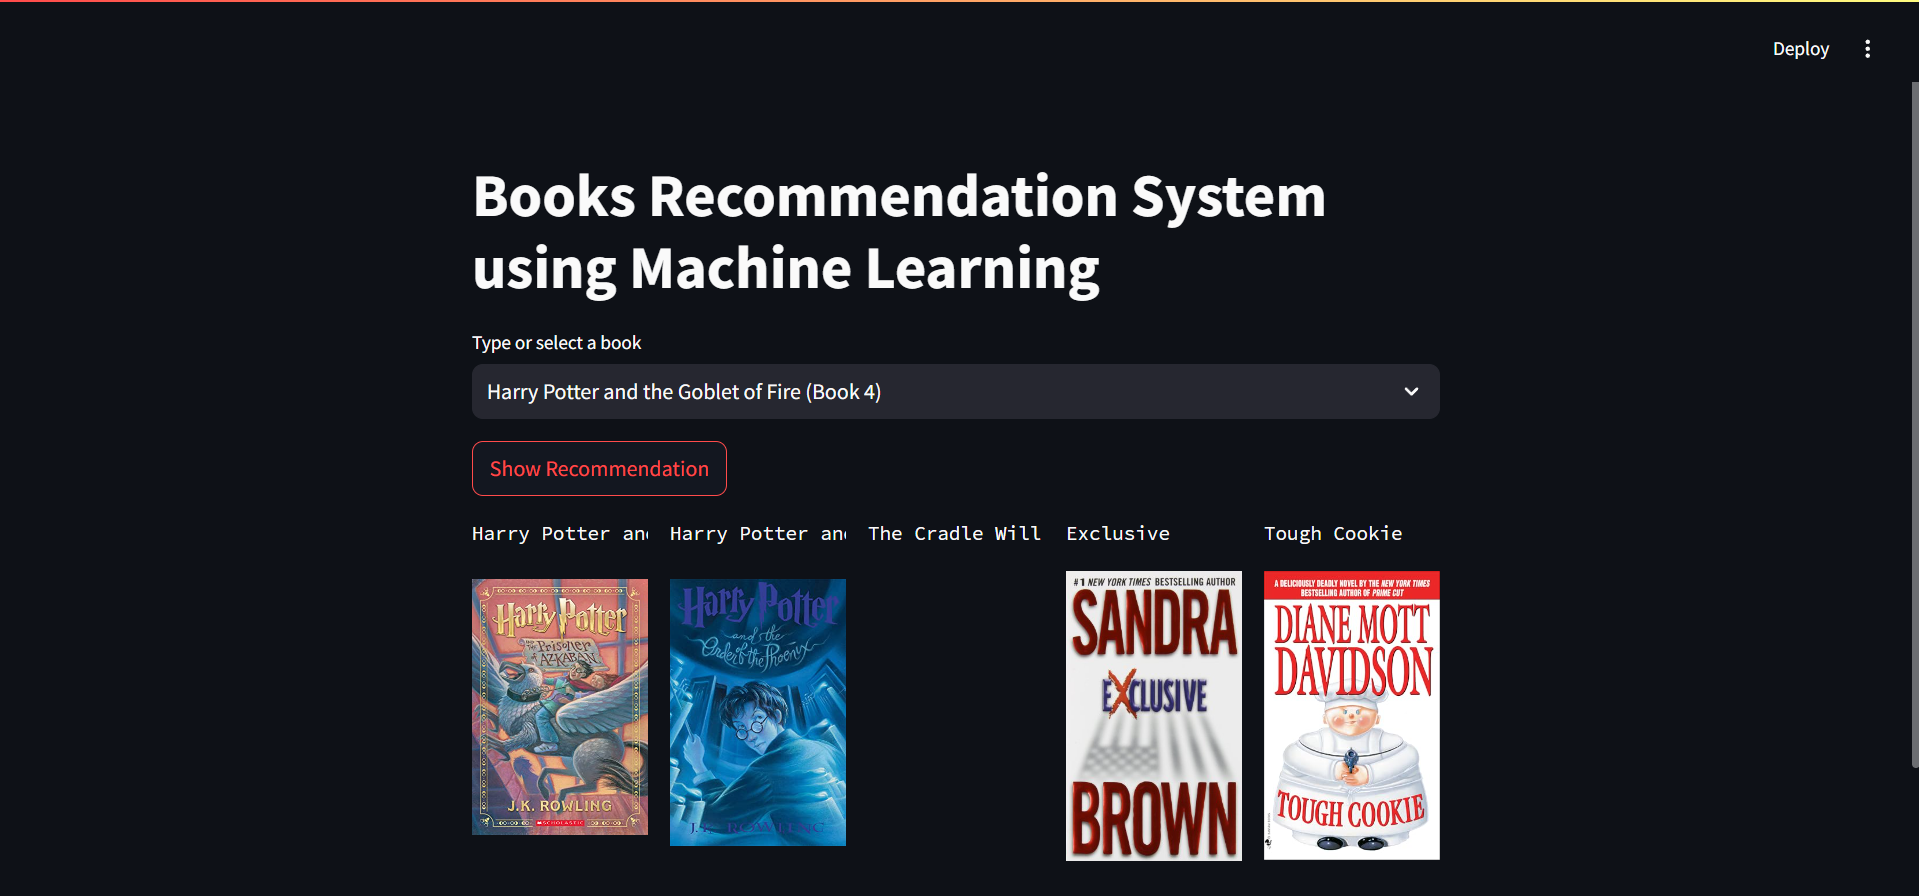 Deploy
Books Recommendation System
using Machine Learning
Type or select a book
Harry Potter and the Goblet of Fire (Book 4)
Show Recommendation
Harry Potter and
Harry Potter and
The Cradle Will
Exclusive
Tough Cookie
Harry Potter
and the
Prisoner
of
AZKABAN
J.K. ROWLING
SCHOLASTIC
Harry Potter
and the
Order of the Phoenix
J. K. ROWLING
#1 NEW YORK TIMES BESTSELLING AUTHOR
SANDRA
EXCLUSIVE
BROWN
A DELICIOUSLY DEADLY NOVEL BY THE NEW YORK TIMES
BESTSELLING AUTHOR OF PRIME CUT
DIANE MOTT
DAVIDSON
TOUGH COOKIE